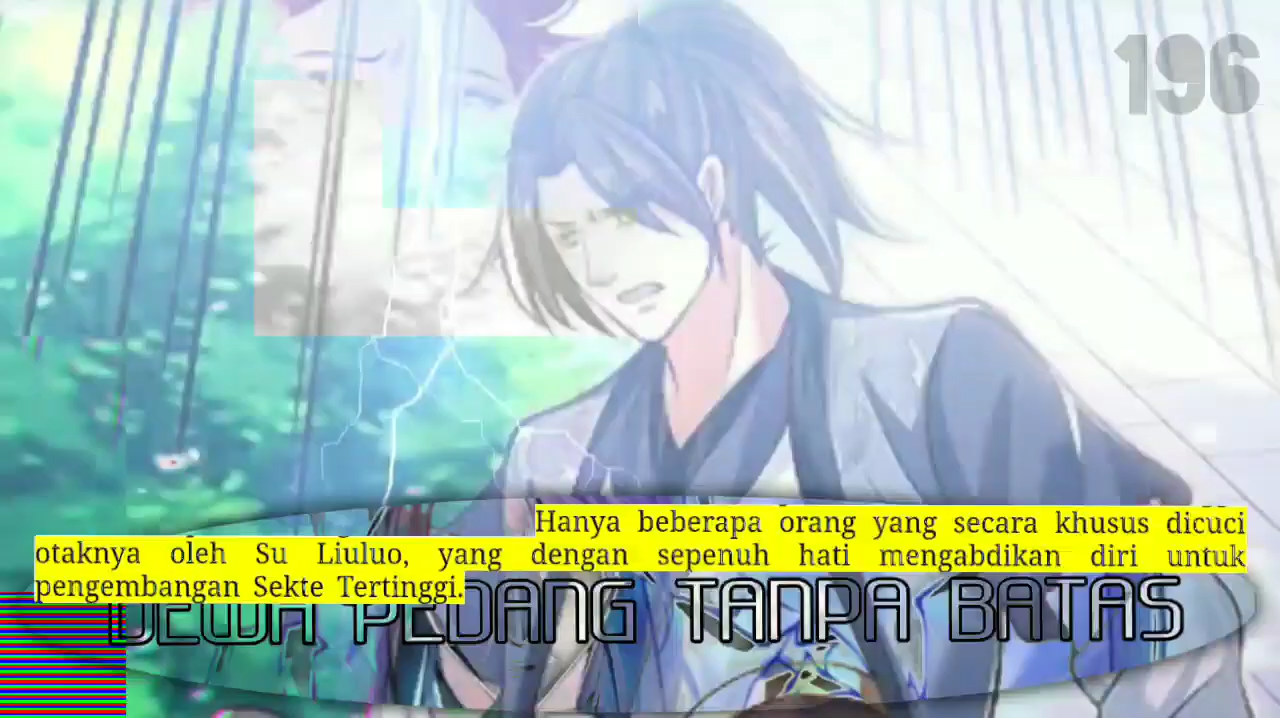 196
Hanya beberapa orang yang secara khusus dicuci
otaknya oleh Su Liuluo, yang dengan sepenuh hati mengabdikan diri untuk
pengembangan Sekte Tertinggi.
DEWA PEDANG TANPA BATAS